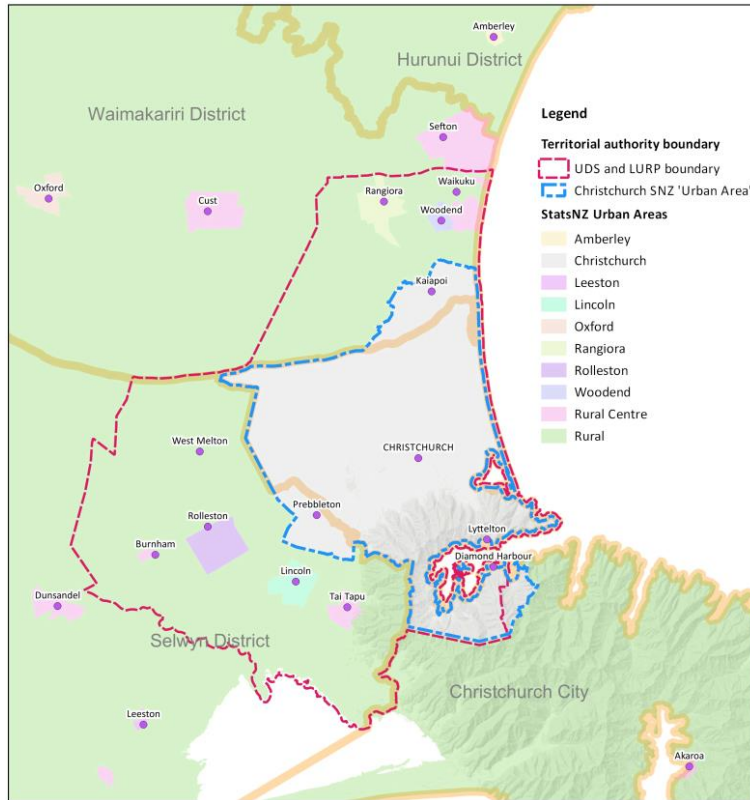 Amberley
Hurunui District
Waimakariri District
Sefton
Oxford
Cust
Rangiora
Waikuku
Woodend
Kaiapoi
West Melton
CHRISTCHURCH
Rolleston
Prebbleton
Burnham
Lyttelton
Diamond Harbour
Dunsandel
Lincoln
Tai Tapu
Selwyn District
Christchurch City
Leeston
Akaroa
Legend
Territorial authority boundary
UDS and LURP boundary
Christchurch SNZ 'Urban Area'
StatsNZ Urban Areas
Amberley
Christchurch
Leeston
Lincoln
Oxford
Rangiora
Rolleston
Woodend
Rural Centre
Rural